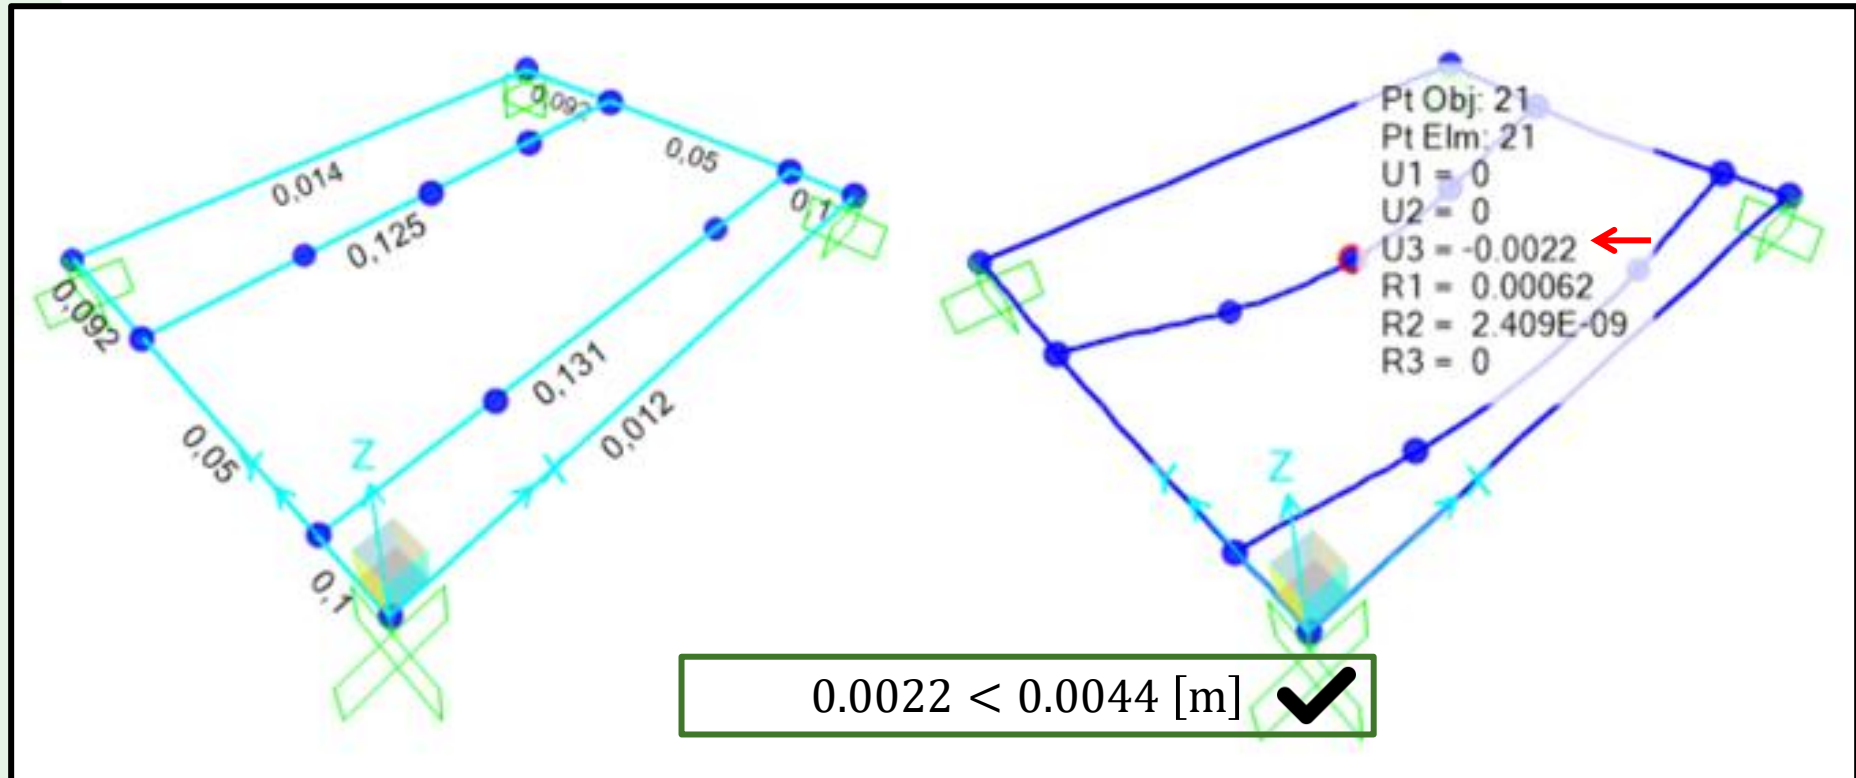 0,092
0,05
0,014
0,1
0,125
0,092
0,131
0,05
0,012
Z
0,1
Pt Obj: 21
Pt Elm: 21
U1 = 0
U2 = 0
U3 = -0.0022
R1 = 0.00062
R2 = 2.409E-09
R3 = 0
Z
0.0022 < 0.0044 [m]